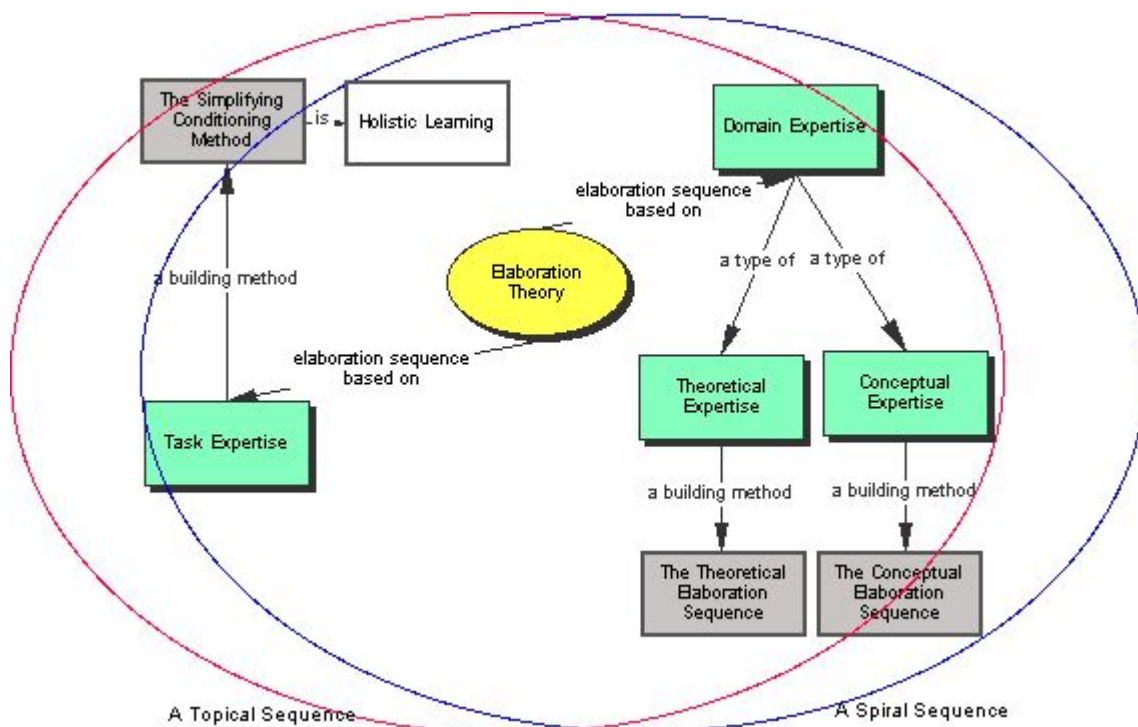 The Simplifying
Conditioning
Method
is
Holistic Learning
Domain Expertise
elaboration sequence
based on
Elaboration
Theory
a type of
a type of
a building method
elaboration sequence
based on
Theoretical
Expertise
Conceptual
Expertise
Task Expertise
a building method
a building method
The Theoretical
Elaboration
Sequence
The Conceptual
Elaboration
Sequence
A Topical Sequence
A Spiral Sequence